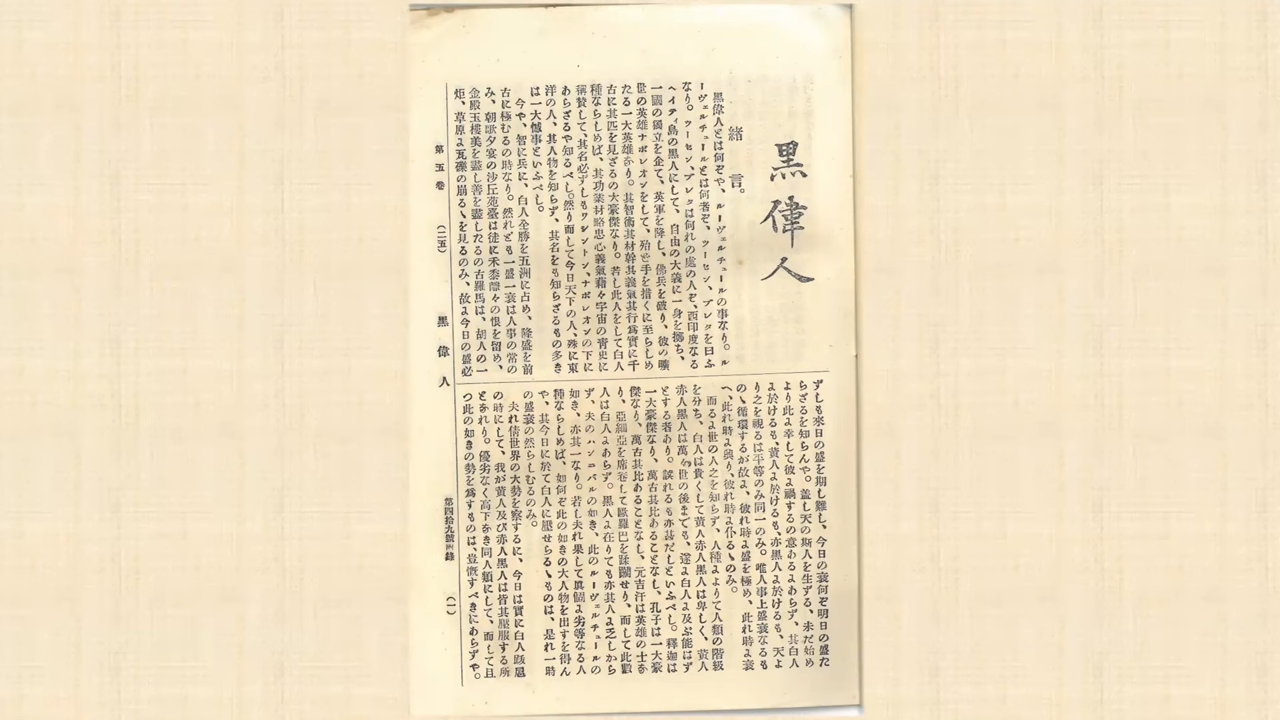 黒偉人
緒言。
黒偉人とは何ぞや、ルーヴェルチュールの事なり。ル
ーヴェルチュールとは何者ぞ、ツーセン、ブレダを曰ふ
なり。ツーセン、ブレダは何れの處の人ぞ、西印度なる
ヘイティ島の黒人にして、自由の大義に一身を擲ち、
一國の獨立を企て、英軍を降し、佛兵を破り、彼の曠
世の英雄ナポレオンをして、殆ど手を措くに至らしめ
たる一大英雄なり。其智術其材幹其義氣其行爲實に千
古に其匹を見ざるの大豪傑なり。若し此人をして白人
種ならしめば、其功業材略忠心義氣藉々宇宙の青史に
稱賛して、其名必ずしもワシントン、ナポレオンの下に
あらざるや知るべし。然り而して今日天下の人、殊に東
洋の人、其人物を知らず、其名をも知らざるもの多き
は一大憾事といふべし。
今や、智に兵に、白人全勝を五洲に占め、隆盛を前
古に極むるの時なり。然れども一盛一衰は人事の常の
み、朝歌夕宴の沙丘苑臺は徒に禾黍離々の恨を留め、
金殿玉樓美を盡し善を盡したるの古羅馬は、胡人の一
炬、草原よ瓦礫の崩るゝを見るのみ、故よ今日の盛必
ずしも來日の盛を期し難し、今日の衰何ぞ明日の盛た
らざるを知らんや。蓋し天の斯人を生ずる、未だ始め
より此よ幸して彼よ禍するの意あるよあらず、其白人
よ於けるも、黄人よ於けるも、亦黒人よ於けるも、天よ
り之を視るは平等のみ同一のみ。唯人事上盛衰なるも
のゝ循環するが故よ、彼れ時よ盛を極め、此れ時よ衰
へ、此れ時よ興り、彼れ時よ仆るゝのみ。
而るよ世の人之を知らず、人種よよりて人類の階級
を分ち、白人は貴くして黄人赤人黒人は卑しく、黄人
赤人黒人は萬々世の後までも、遂よ白人よ及ぶ能はず
とする者あり。誤れるも亦甚だしといふべし。釋迦は
一大豪傑なり、萬古其比あることなし、孔子は一大豪
傑なり、萬古其比あることなし、元吉汗は英雄の士な
り、亞細亞を席卷して歐羅巴を蹂躙せり、而して此數
人は白人よあらず。黒人よ在りても亦其人よ乏しから
ず、夫のハンニバルの如き、此のルーヴェルチュールの
如き、亦其一なり。若し夫れ果して眞個よ劣等なる人
種ならしめば、如何ぞ此の如きの大人物を出すを得ん
や、其今日に於て白人に壓せらるゝものは、是れ一時
の盛衰の然らしむるのみ。
夫れ倩世界の大勢を察するに、今日は實に白人跋扈
の時にして、我が黄人及び赤人黒人は皆其壓服する所
となれり。優劣なく高下なき同人類にして、而して且
つ此の如きの勢を爲すものは、豈慨すべきにあらずや。
第五卷 (二五) 黒偉人 第四拾九號附錄 (一)